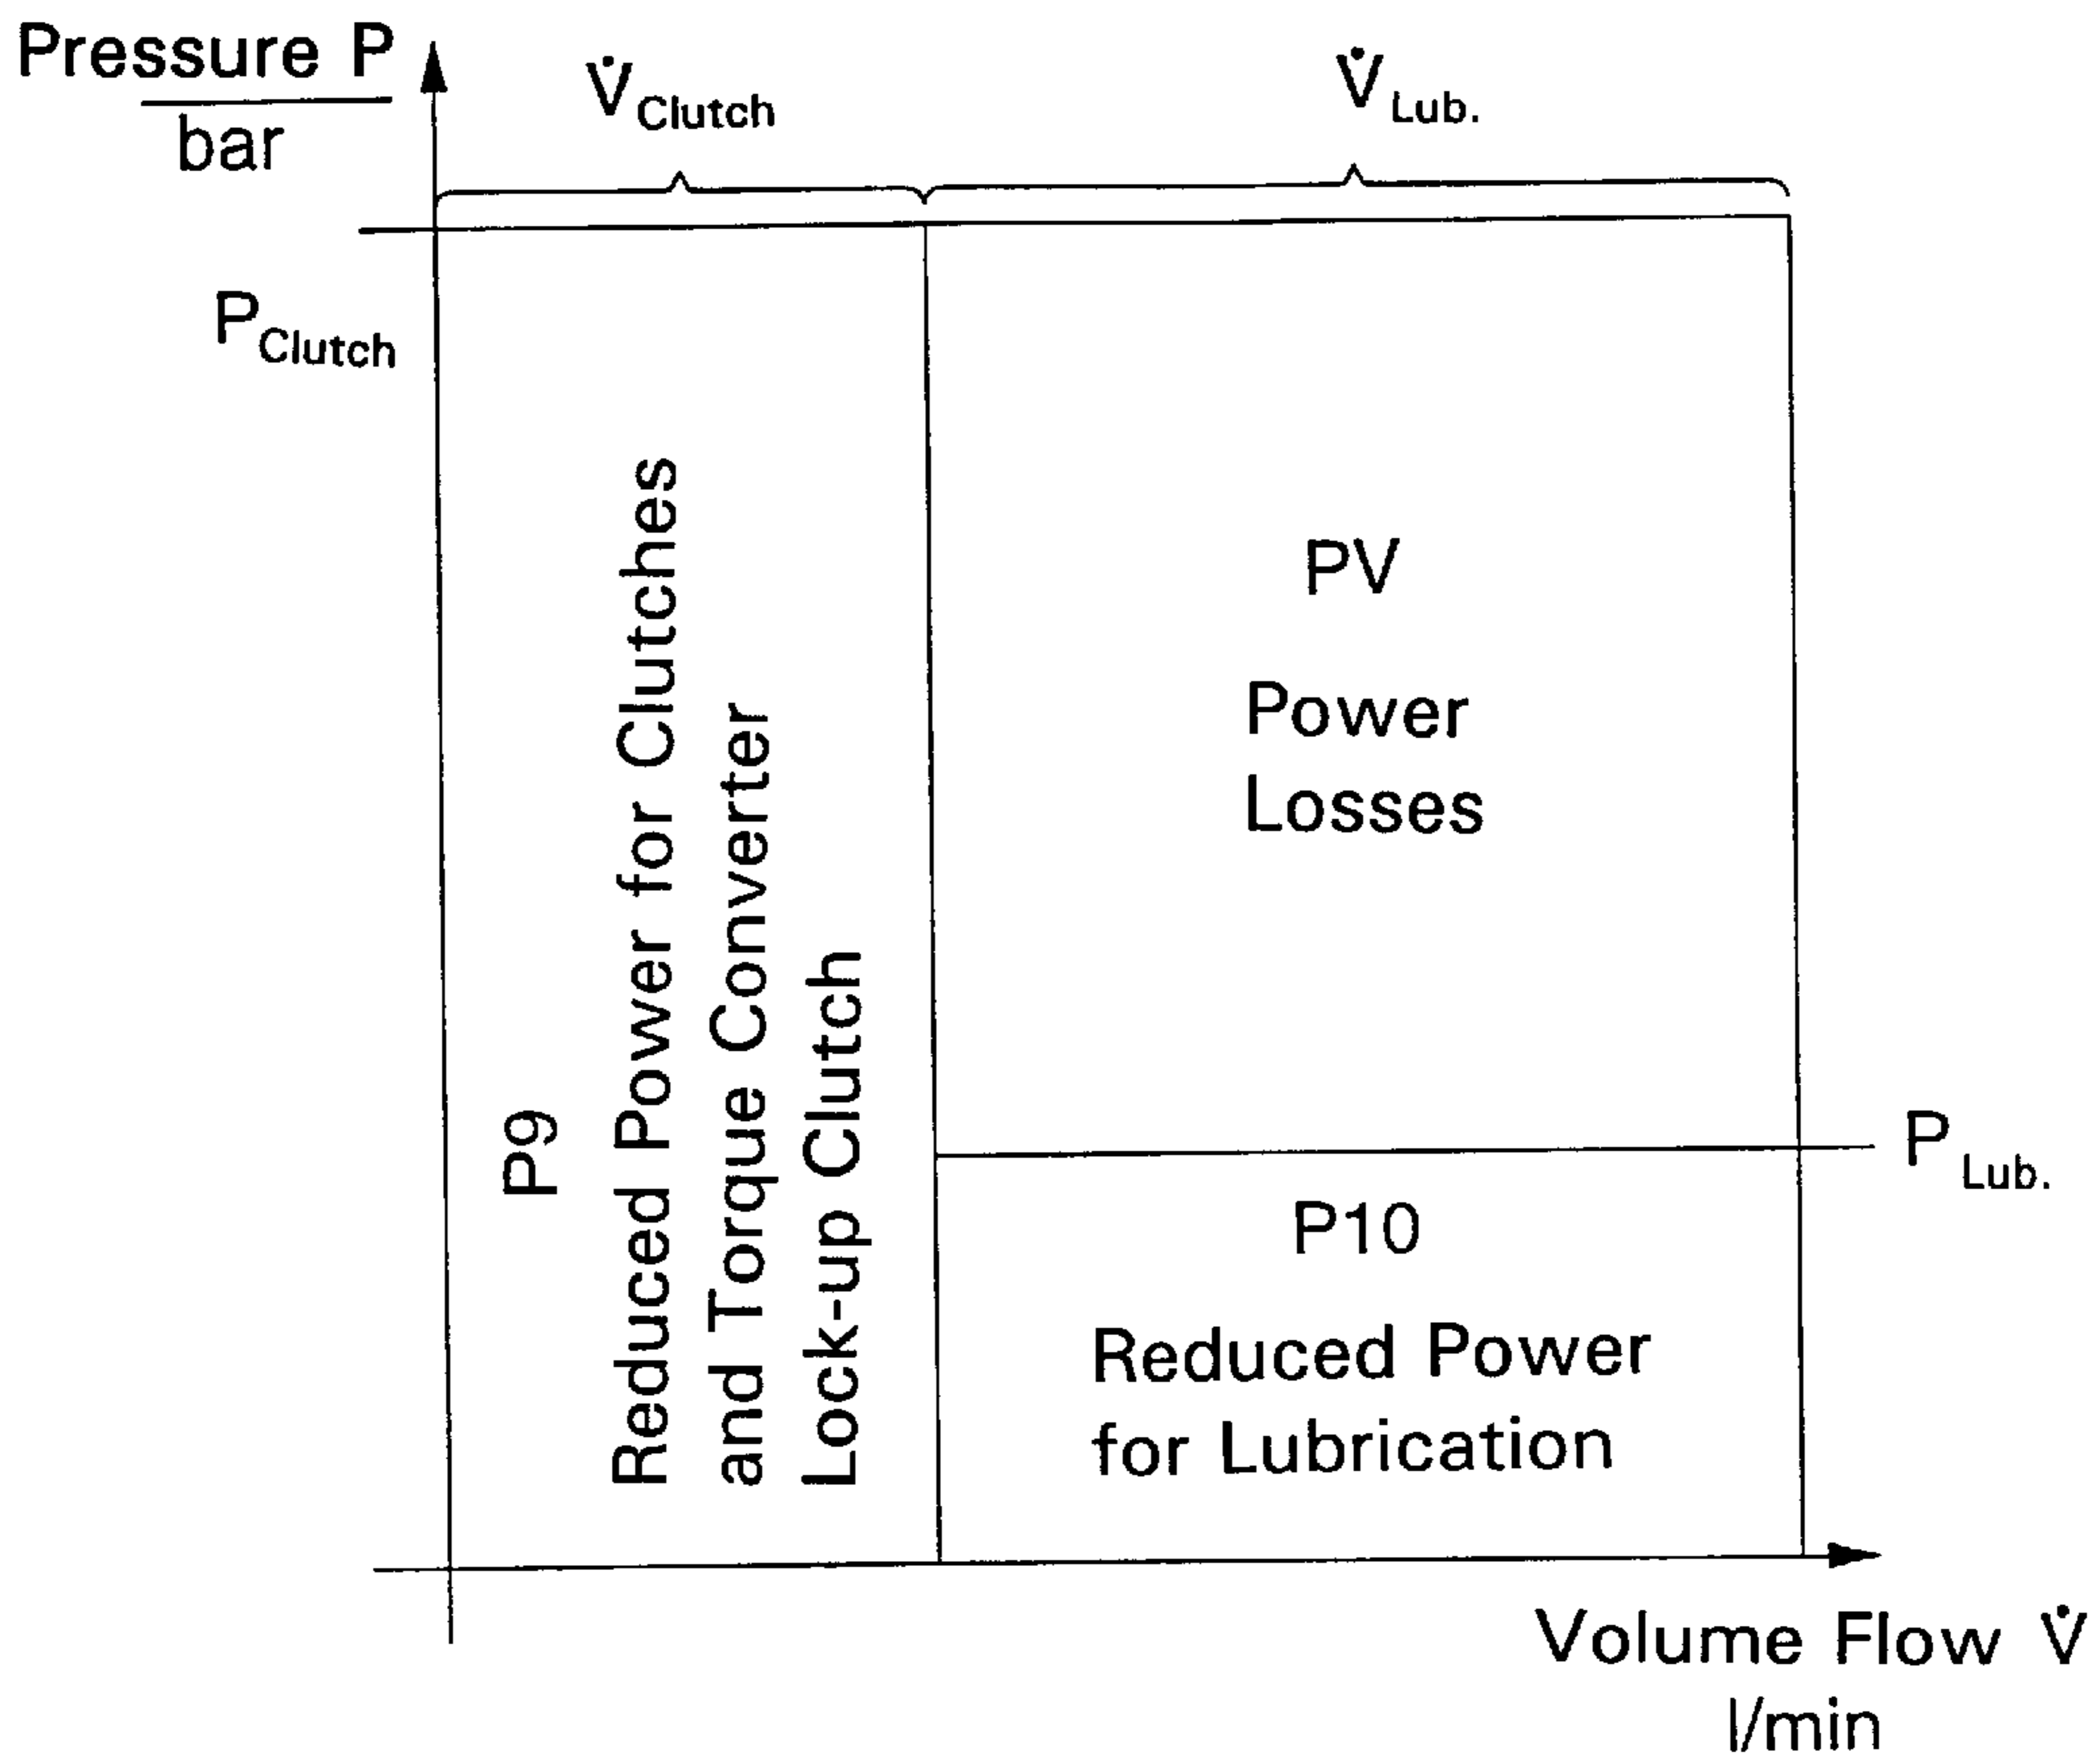 Pressure P
bar
V̇Clutch
V̇Lub.
PClutch
P9
Reduced Power for Clutches
and Torque Converter
Lock-up Clutch
PV
Power
Losses
PLub.
P10
Reduced Power
for Lubrication
Volume Flow V̇
l/min